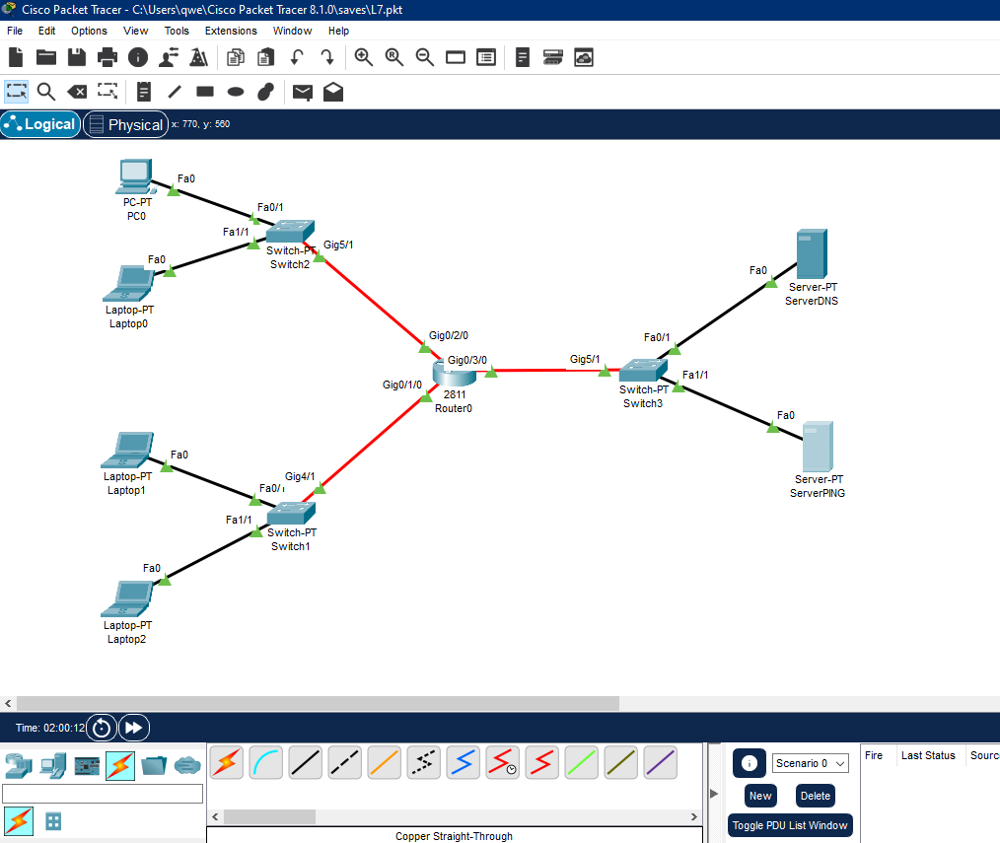 Cisco Packet Tracer - C:\Users\qwe\Cisco Packet Tracer 8.1.0\saves\L7.pkt
File Edit Options View Tools Extensions Window Help
Logical Physical x: 770, y: 560
Fa0
PC-PT
PC0
Fa0/1
Fa1/1
Switch-PT
Switch2
Gig5/1
Fa0
Laptop-PT
Laptop0
Gig0/2/0
Gig0/3/0
Gig0/1/0
2811
Router0
Gig5/1
Fa0/1
Switch-PT
Switch3
Fa1/1
Fa0
Server-PT
ServerDNS
Fa0
Server-PT
ServerPING
Fa0
Laptop-PT
Laptop1
Gig4/1
Fa0/1
Fa1/1
Switch-PT
Switch1
Fa0
Laptop-PT
Laptop2
Time: 02:00:12
Scenario 0
New Delete
Toggle PDU List Window
Fire Last Status Sourc
Copper Straight-Through